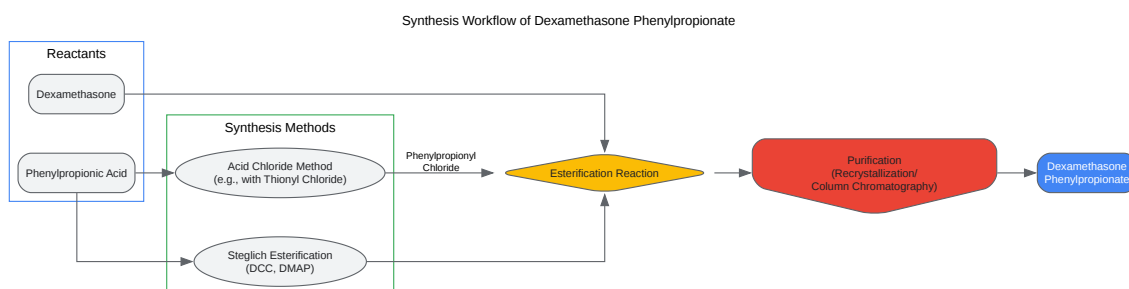 Synthesis Workflow of Dexamethasone Phenylpropionate
Reactants
Dexamethasone
Phenylpropionic Acid
Synthesis Methods
Acid Chloride Method
(e.g., with Thionyl Chloride)
Steglich Esterification
(DCC, DMAP)
Phenylpropionyl
Chloride
Esterification Reaction
Purification
(Recrystallization/
Column Chromatography)
Dexamethasone
Phenylpropionate